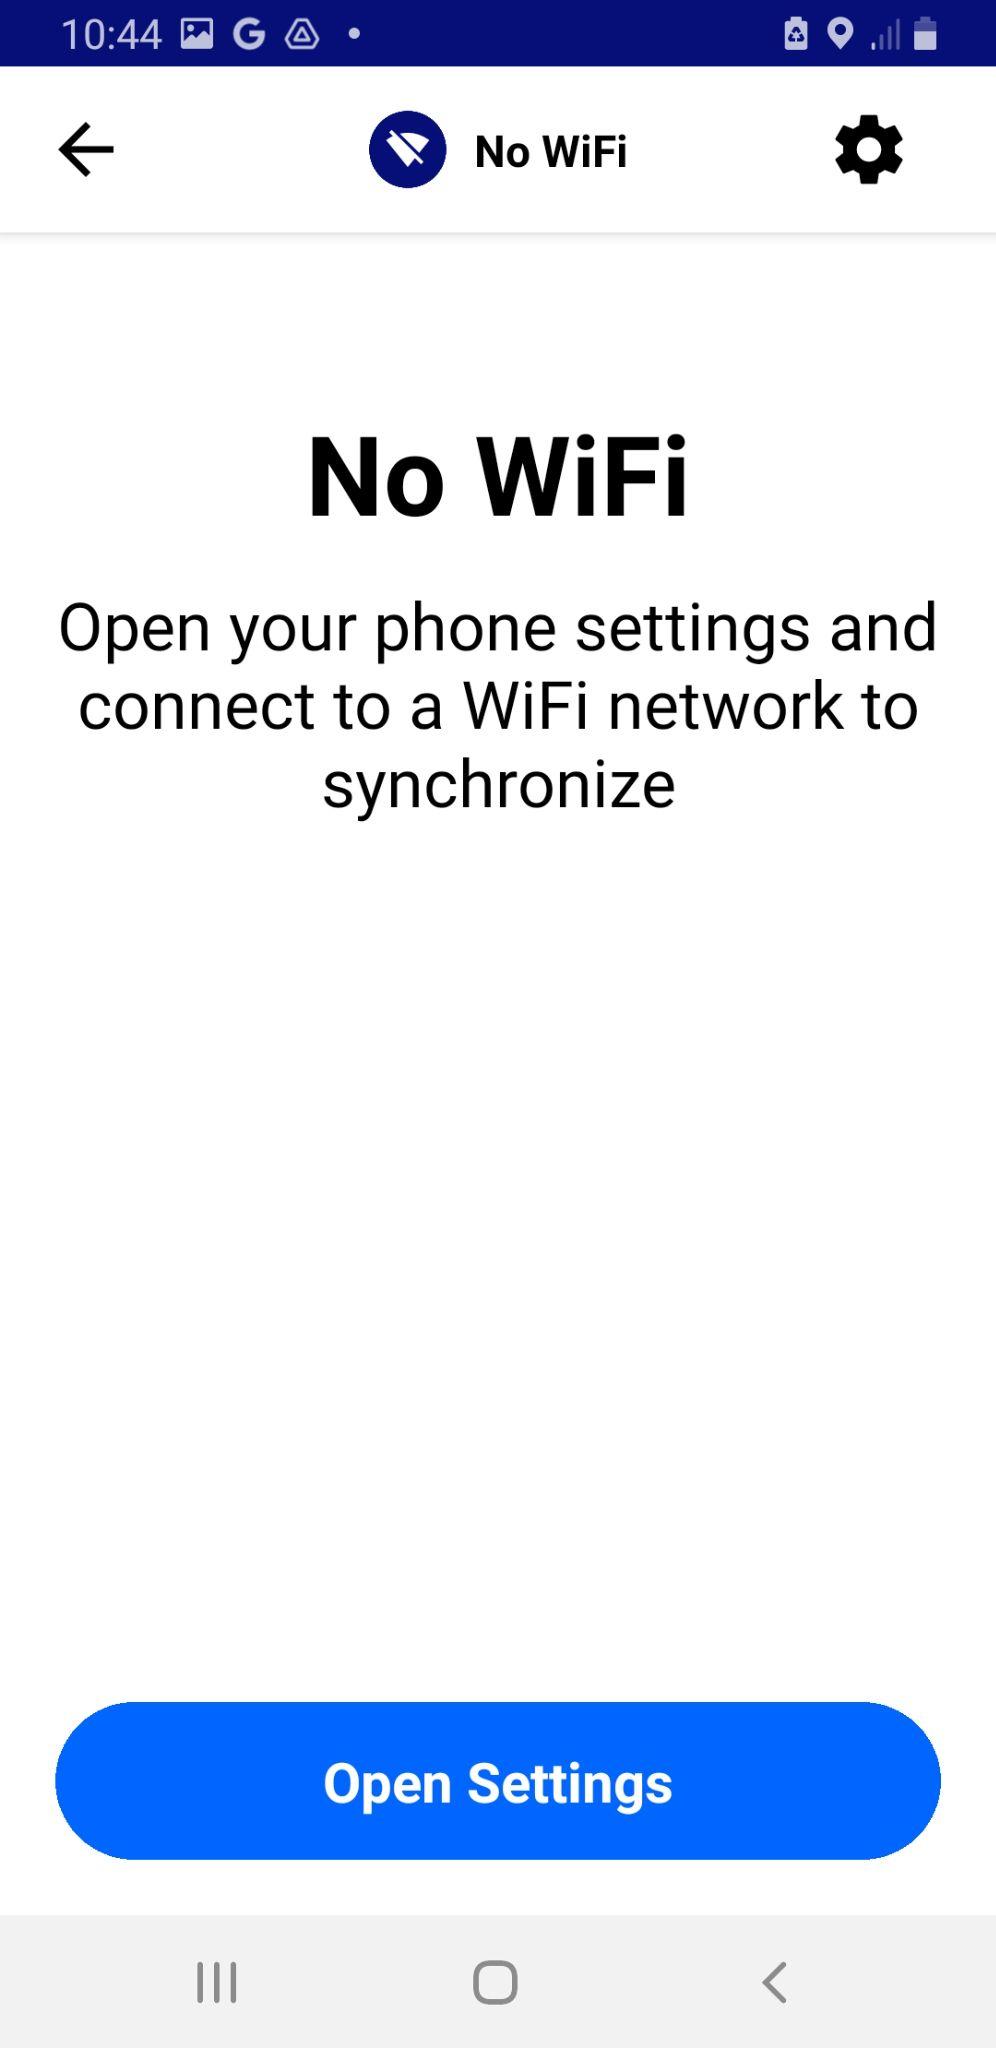 10:44
No WiFi
No WiFi
Open your phone settings and
connect to a WiFi network to
synchronize
Open Settings